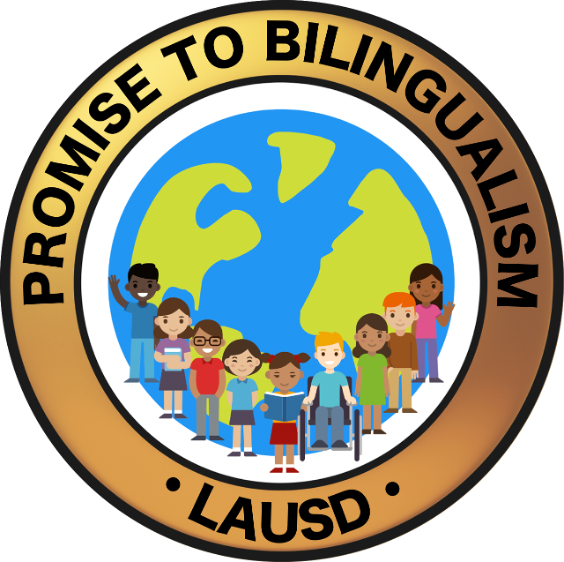 PROMISE TO BILINGUALISM
• LAUSD •